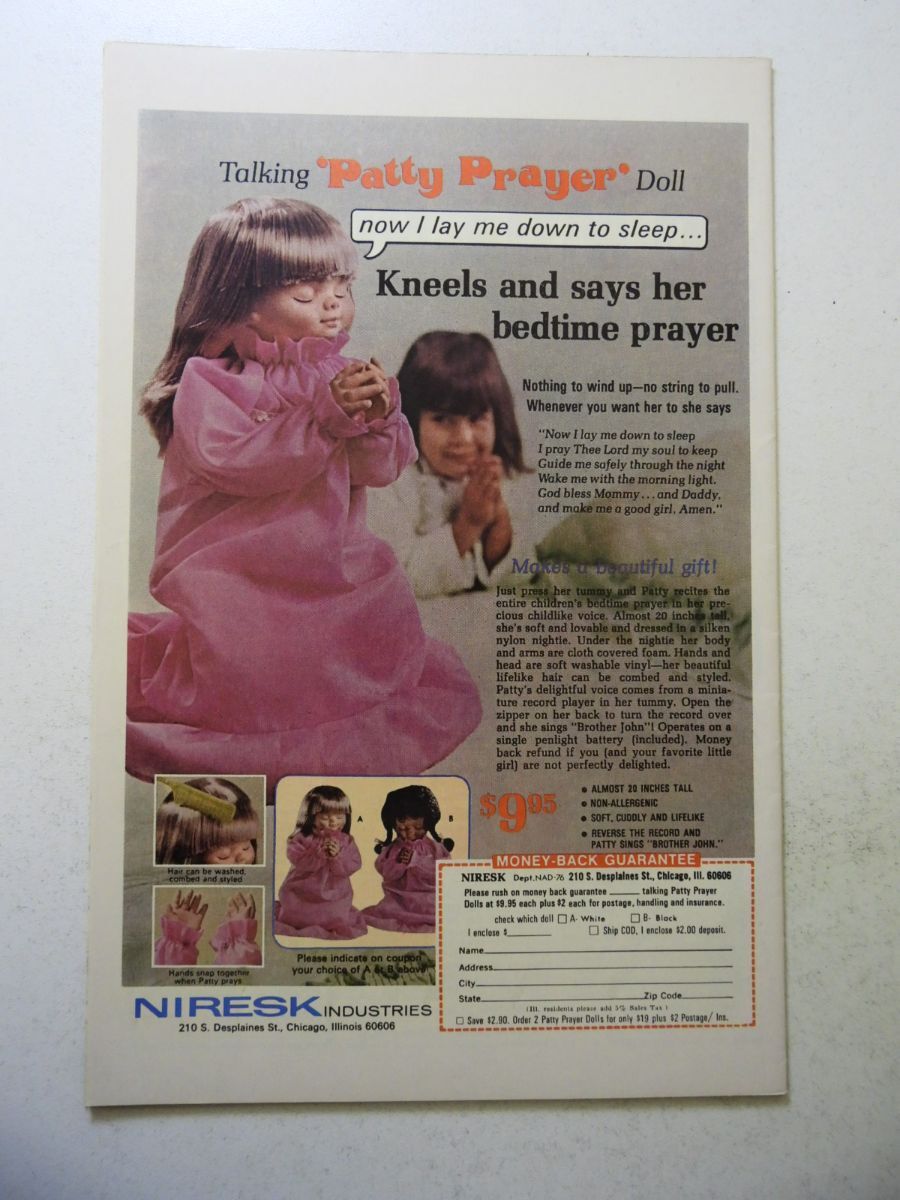 Talking 'Patty Prayer' Doll
now I lay me down to sleep...
Kneels and says her
bedtime prayer
Nothing to wind up—no string to pull.
Whenever you want her to she says
"Now I lay me down to sleep
I pray Thee Lord my soul to keep
Guide me safely through the night
Wake me with the morning light.
God bless Mommy...and Daddy,
and make me a good girl, Amen."
Makes a beautiful gift!
Just press her tummy and Patty recites the
entire children's bedtime prayer in her pre-
cious childlike voice. Almost 20 inches tall,
she's soft and lovable and dressed in a silken
nylon nightie. Under the nightie her body
and arms are cloth covered foam. Hands and
head are soft washable vinyl—her beautiful
lifelike hair can be combed and styled.
Patty's delightful voice comes from a minia-
ture record player in her tummy. Open the
zipper on her back to turn the record over
and she sings "Brother John"! Operates on a
single penlight battery (included). Money
back refund if you (and your favorite little
girl) are not perfectly delighted.
$9.95
• ALMOST 20 INCHES TALL
• NON-ALLERGENIC
• SOFT, CUDDLY AND LIFELIKE
• REVERSE THE RECORD AND
PATTY SINGS "BROTHER JOHN."
Hair can be washed,
combed and styled
Hands snap together
when Patty prays
A
B
Please indicate on coupon
your choice of A or B above
NIRESK INDUSTRIES
210 S. Desplaines St., Chicago, Illinois 60606
MONEY-BACK GUARANTEE
NIRESK Dept.NAD-76 210 S. Desplaines St., Chicago, Ill. 60606
Please rush on money back guarantee ______ talking Patty Prayer
Dolls at $9.95 each plus $2 each for postage, handling and insurance.
check which doll □ A- White □ B- Black
I enclose $________ □ Ship COD, I enclose $2.00 deposit.
Name
Address
City
State Zip Code
(Ill. residents please add 5% Sales Tax)
□ Save $2.90. Order 2 Patty Prayer Dolls for only $19 plus $2 Postage/ Ins.